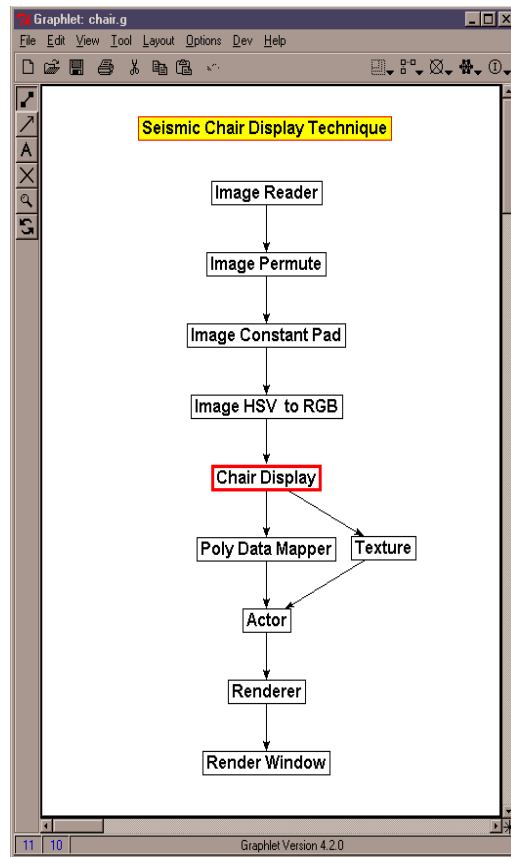 Graphlet: chair.g
File Edit View Tool Layout Options Dev Help
A
Seismic Chair Display Technique
Image Reader
Image Permute
Image Constant Pad
Image HSV to RGB
Chair Display
Poly Data Mapper
Texture
Actor
Renderer
Render Window
11 10 Graphlet Version 4.2.0